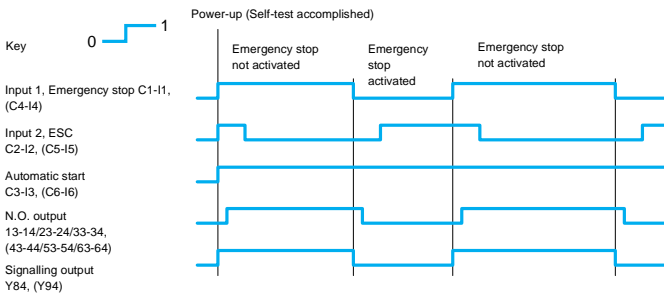 Power-up (Self-test accomplished)
Key
0
1
Emergency stop
not activated
Emergency
stop
activated
Emergency stop
not activated
Input 1, Emergency stop C1-I1,
(C4-I4)
Input 2, ESC
C2-I2, (C5-I5)
Automatic start
C3-I3, (C6-I6)
N.O. output
13-14/23-24/33-34,
(43-44/53-54/63-64)
Signalling output
Y84, (Y94)